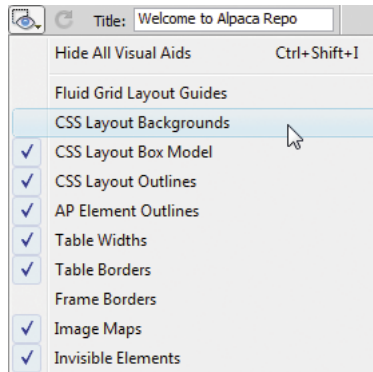 Title: Welcome to Alpaca Repo
Hide All Visual Aids Ctrl+Shift+I
Fluid Grid Layout Guides
CSS Layout Backgrounds
CSS Layout Box Model
CSS Layout Outlines
AP Element Outlines
Table Widths
Table Borders
Frame Borders
Image Maps
Invisible Elements